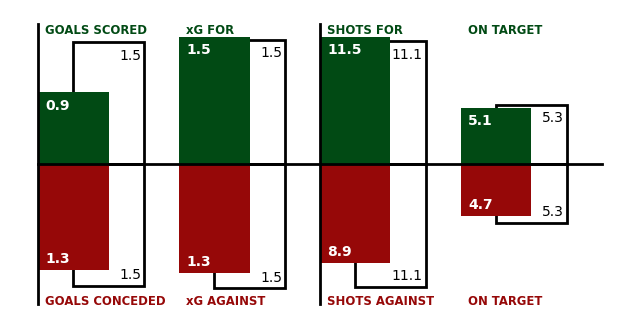 GOALS SCORED xG FOR SHOTS FOR ON TARGET
1.5 1.5 11.1 5.3
0.9 1.5 11.5 5.1
1.3 1.3 8.9 4.7
1.5 1.5 11.1 5.3
GOALS CONCEDED xG AGAINST SHOTS AGAINST ON TARGET